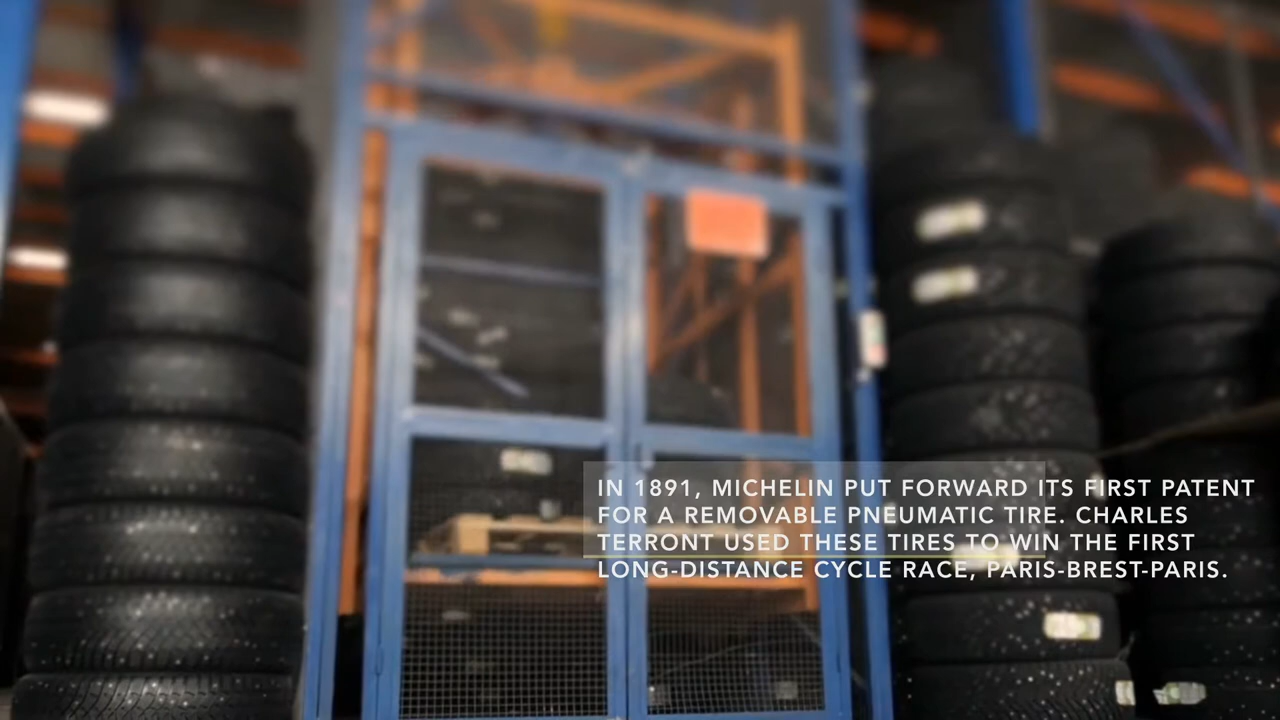 IN 1891, MICHELIN PUT FORWARD ITS FIRST PATENT
FOR A REMOVABLE PNEUMATIC TIRE. CHARLES
TERRONT USED THESE TIRES TO WIN THE FIRST
LONG-DISTANCE CYCLE RACE, PARIS-BREST-PARIS.